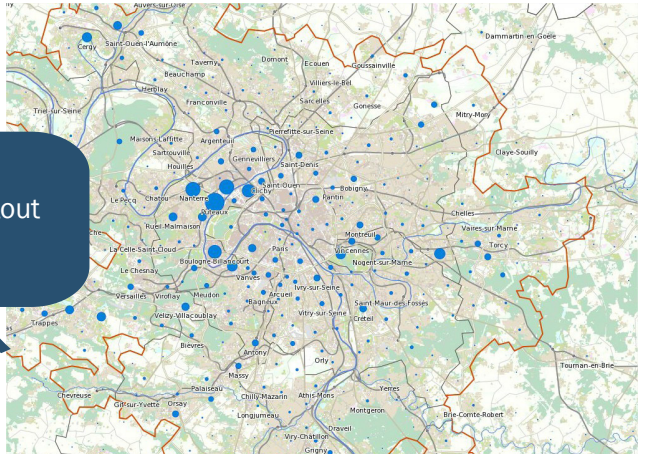 Auvers-sur-Oise
Dammartin-en-Goële
Cergy
Saint-Ouen-l'Aumône
Taverny
Domont
Ecouen
Goussainville
Beauchamp
Villiers-le-Bel
Herblay
Franconville
Sarcelles
Gonesse
Triel-sur-Seine
Mitry-Mory
Pierrefitte-sur-Seine
Maisons-Laffitte
Argenteuil
Sartrouville
Gennevilliers
Claye-Souilly
Houilles
Saint-Denis
out
Saint-Ouen
Clichy
Bobigny
Le Pecq
Chatou
Nanterre
Pantin
Puteaux
Chelles
Rueil-Malmaison
Montreuil
Vaires-sur-Marne
La Celle-Saint-Cloud
Paris
Vincennes
Torcy
Boulogne-Billancourt
Nogent-sur-Marne
Le Chesnay
Vanves
Ivry-sur-Seine
Versailles
Viroflay
Meudon
Arcueil
Bagneux
Saint-Maur-des-Fossés
Vélizy-Villacoublay
Vitry-sur-Seine
Créteil
Trappes
Bièvres
Antony
Orly
Tournan-en-Brie
Massy
Palaiseau
Yerres
Chevreuse
Gif-sur-Yvette
Orsay
Chilly-Mazarin
Athis-Mons
Montgeron
Longjumeau
Brie-Comte-Robert
Draveil
Viry-Chatillon
Grigny